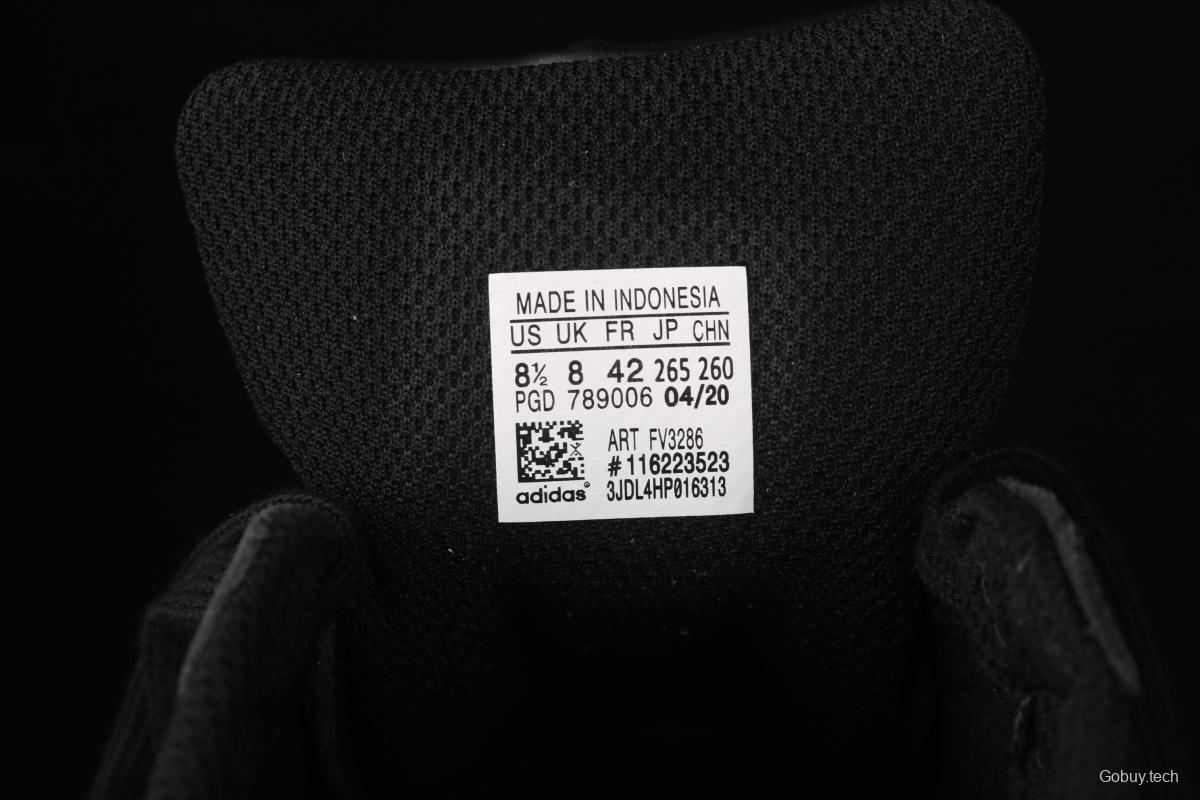 MADE IN INDONESIA
US UK FR JP CHN
8½ 8 42 265 260
PGD 789006 04/20
ART FV3286
#116223523
adidas® 3JDL4HP016313
Gobuy.tech